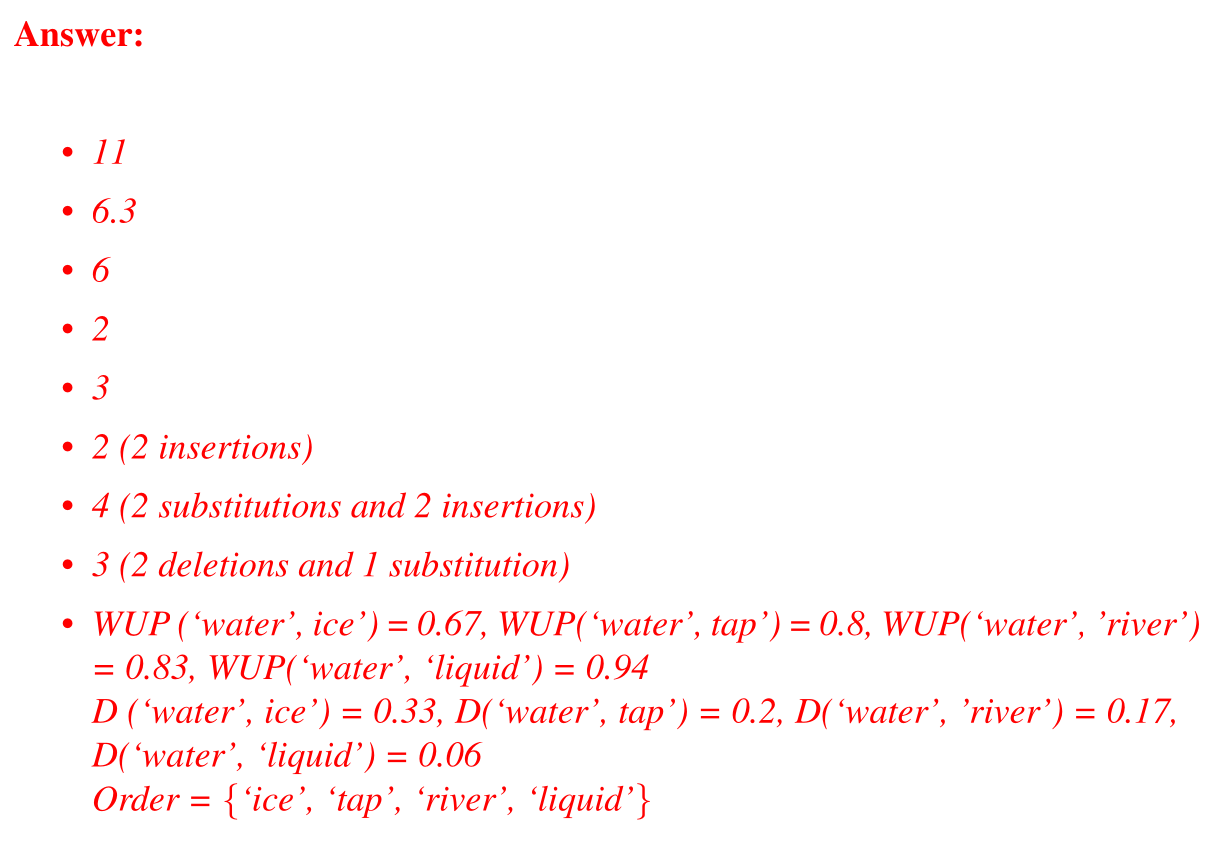 Answer:
• 11
• 6.3
• 6
• 2
• 3
• 2 (2 insertions)
• 4 (2 substitutions and 2 insertions)
• 3 (2 deletions and 1 substitution)
• WUP (‘water’, ice’) = 0.67, WUP(‘water’, tap’) = 0.8, WUP(‘water’, ’river’)
= 0.83, WUP(‘water’, ‘liquid’) = 0.94
D (‘water’, ice’) = 0.33, D(‘water’, tap’) = 0.2, D(‘water’, ’river’) = 0.17,
D(‘water’, ‘liquid’) = 0.06
Order = {‘ice’, ‘tap’, ‘river’, ‘liquid’}